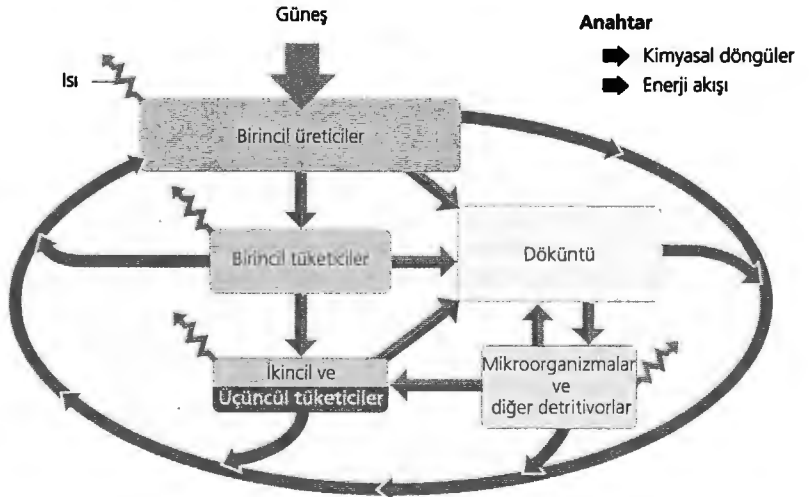 Güneş
Anahtar
Kimyasal döngüler
Enerji akışı
Isı
Birincil üreticiler
Birincil tüketiciler
Döküntü
İkincil ve
Üçüncül tüketiciler
Mikroorganizmalar
ve
diğer detritivorlar